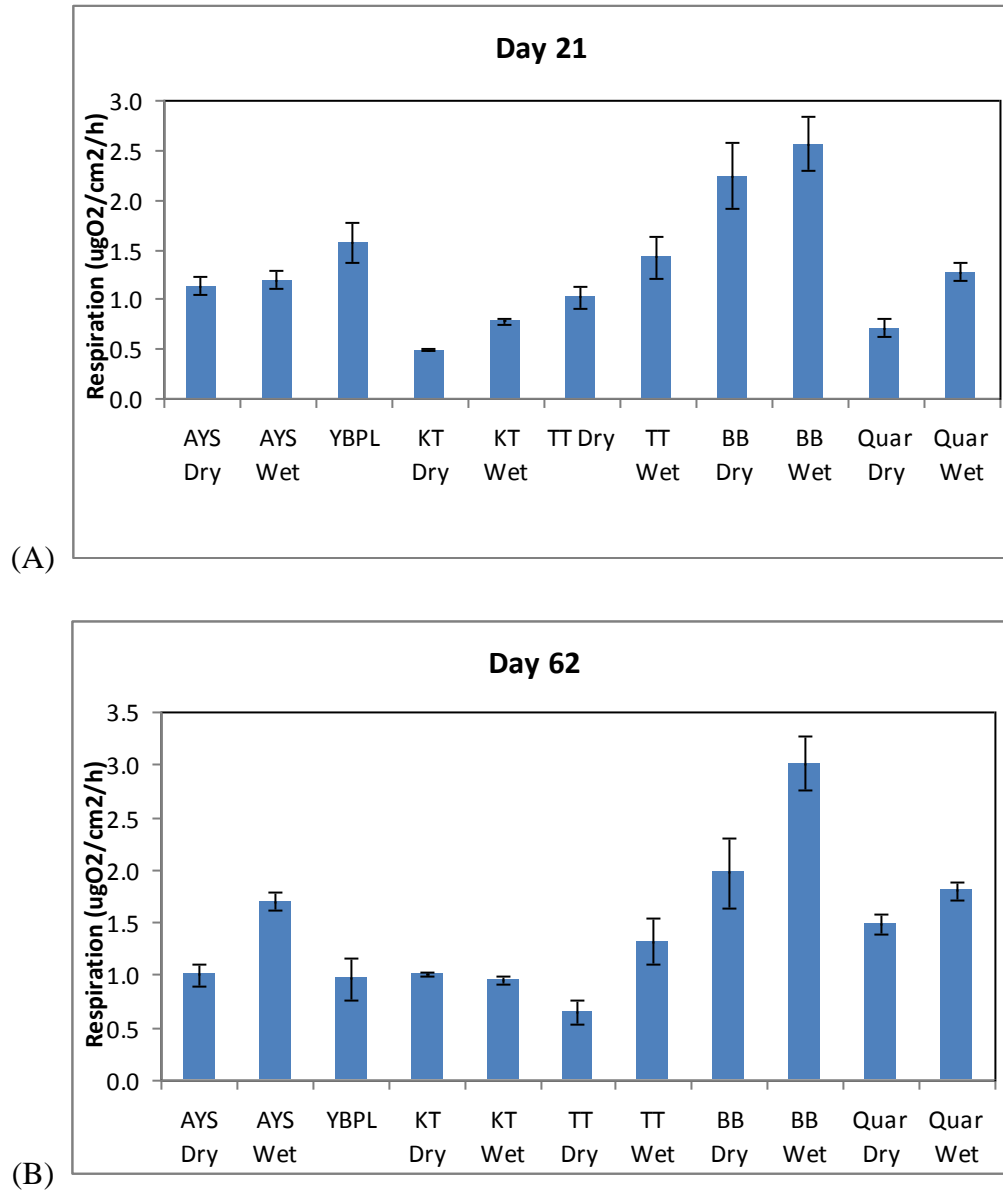 Day 21
Respiration (ugO2/cm2/h)
3.0
2.5
2.0
1.5
1.0
0.5
0.0
AYS AYS YBPL KT KT TT Dry TT BB BB Quar Quar
Dry Wet Dry Wet Wet Dry Wet Dry Wet
(A)
Day 62
Respiration (ugO2/cm2/h)
3.5
3.0
2.5
2.0
1.5
1.0
0.5
0.0
AYS AYS YBPL KT KT TT TT BB BB Quar Quar
Dry Wet Dry Wet Dry Wet Dry Wet Dry Wet
(B)